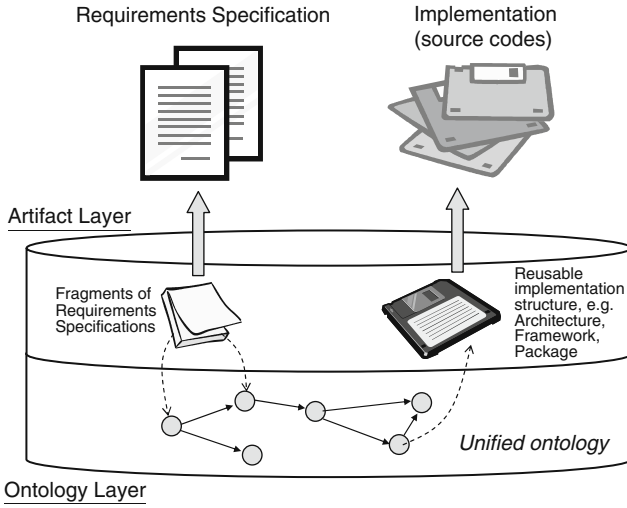 Requirements Specification
Implementation
(source codes)
Artifact Layer
Fragments of
Requirements
Specifications
Reusable
implementation
structure, e.g.
Architecture,
Framework,
Package
Unified ontology
Ontology Layer